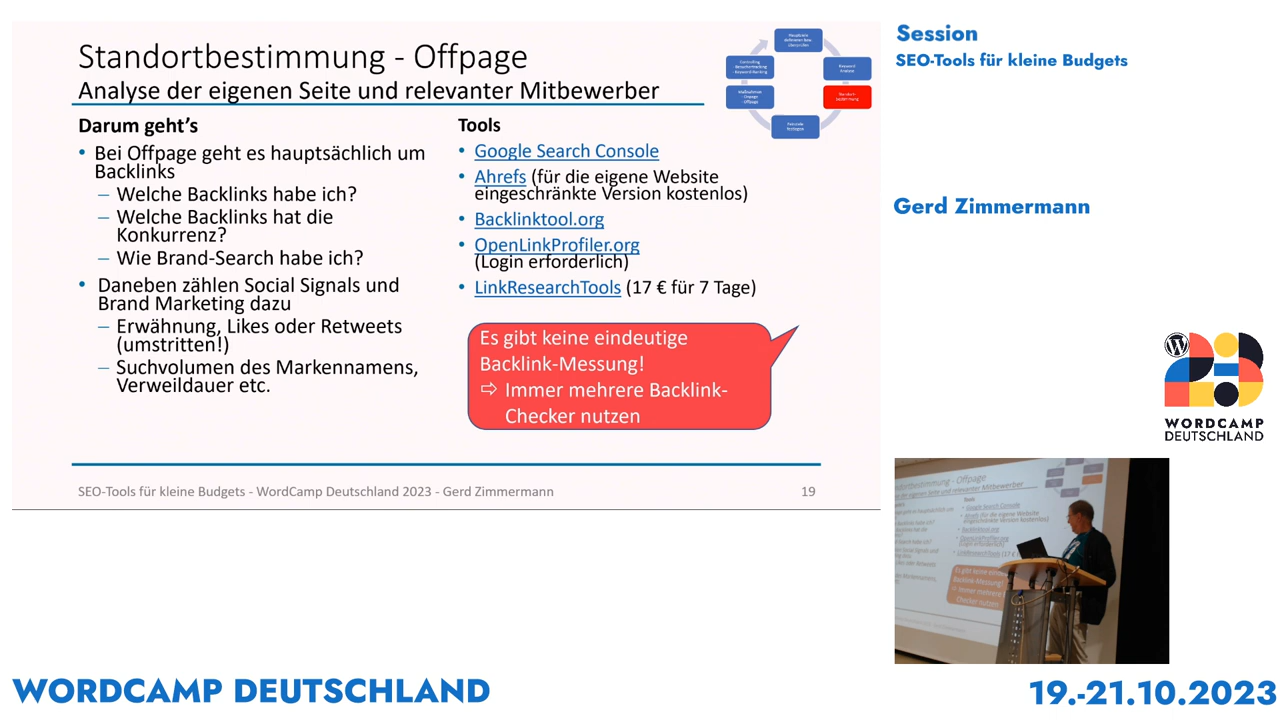 Standortbestimmung - Offpage
Analyse der eigenen Seite und relevanter Mitbewerber
Darum geht's
• Bei Offpage geht es hauptsächlich um
Backlinks
– Welche Backlinks habe ich?
– Welche Backlinks hat die
Konkurrenz?
– Wie Brand-Search habe ich?
• Daneben zählen Social Signals und
Brand Marketing dazu
– Erwähnung, Likes oder Retweets
(umstritten!)
– Suchvolumen des Markennamens,
Verweildauer etc.
Tools
• Google Search Console
• Ahrefs (für die eigene Website
eingeschränkte Version kostenlos)
• Backlinktool.org
• OpenLinkProfiler.org
(Login erforderlich)
• LinkResearchTools (17 € für 7 Tage)
Es gibt keine eindeutige
Backlink-Messung!
⇨ Immer mehrere Backlink-
Checker nutzen
SEO-Tools für kleine Budgets - WordCamp Deutschland 2023 - Gerd Zimmermann
19
Session
SEO-Tools für kleine Budgets
Gerd Zimmermann
WORDCAMP
DEUTSCHLAND
WORDCAMP DEUTSCHLAND
19.-21.10.2023